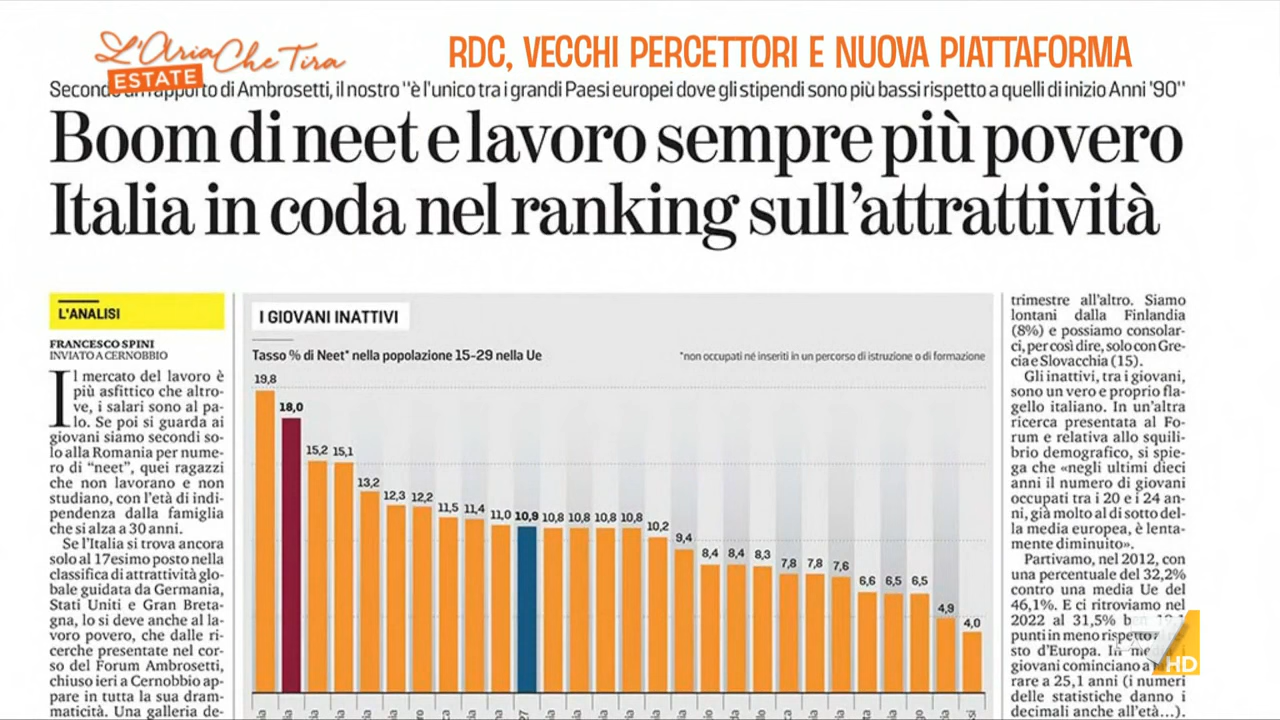 L'Aria Che Tira
ESTATE
RDC, VECCHI PERCETTORI E NUOVA PIATTAFORMA
Secondo un rapporto di Ambrosetti, il nostro "è l'unico tra i grandi Paesi europei dove gli stipendi sono più bassi rispetto a quelli di inizio Anni '90"
Boom di neet e lavoro sempre più povero
Italia in coda nel ranking sull'attrattività
L'ANALISI
FRANCESCO SPINI
INVIATO A CERNOBBIO
Il mercato del lavoro è
più asfittico che altro-
ve, i salari sono al pa-
lo. Se poi si guarda ai
giovani siamo secondi so-
lo alla Romania per nume-
ro di "neet", quei ragazzi
che non lavorano e non
studiano, con l'età di indi-
pendenza dalla famiglia
che si alza a 30 anni.
Se l'Italia si trova ancora
solo al 17esimo posto nella
classifica di attrattività glo-
bale guidata da Germania,
Stati Uniti e Gran Breta-
gna, lo si deve anche al la-
voro povero, che dalle ri-
cerche presentate nel cor-
so del Forum Ambrosetti,
chiuso ieri a Cernobbio ap-
pare in tutta la sua dram-
maticità. Una galleria de-
I GIOVANI INATTIVI
Tasso % di Neet* nella popolazione 15-29 nella Ue
*non occupati né inseriti in un percorso di istruzione o di formazione
19,8
18,0
15,2
15,1
13,2
12,3
12,2
11,5
11,4
11,0
10,9
10,8
10,8
10,8
10,8
10,2
9,4
8,4
8,4
8,3
7,8
7,8
7,6
6,6
6,5
6,5
4,9
4,0
27
trimestre all'altro. Siamo
lontani dalla Finlandia
(8%) e possiamo consolar-
ci, per così dire, solo con Gre-
cia e Slovacchia (15).
Gli inattivi, tra i giovani,
sono un vero e proprio fla-
gello italiano. In un'altra
ricerca presentata al Fo-
rum e relativa allo squili-
brio demografico, si spie-
ga che «negli ultimi dieci
anni il numero di giovani
occupati tra i 20 e i 24 an-
ni, già molto al di sotto del-
la media europea, è lenta-
mente diminuito».
Partivamo, nel 2012, con
una percentuale del 32,2%
contro una media Ue del
46,1%. E ci ritroviamo nel
2022 al 31,5%
punti in meno
sto d'Europa. In
giovani cominciano a
rare a 25,1 anni (i numeri
delle statistiche danno i
decimali anche all'età...).
HD